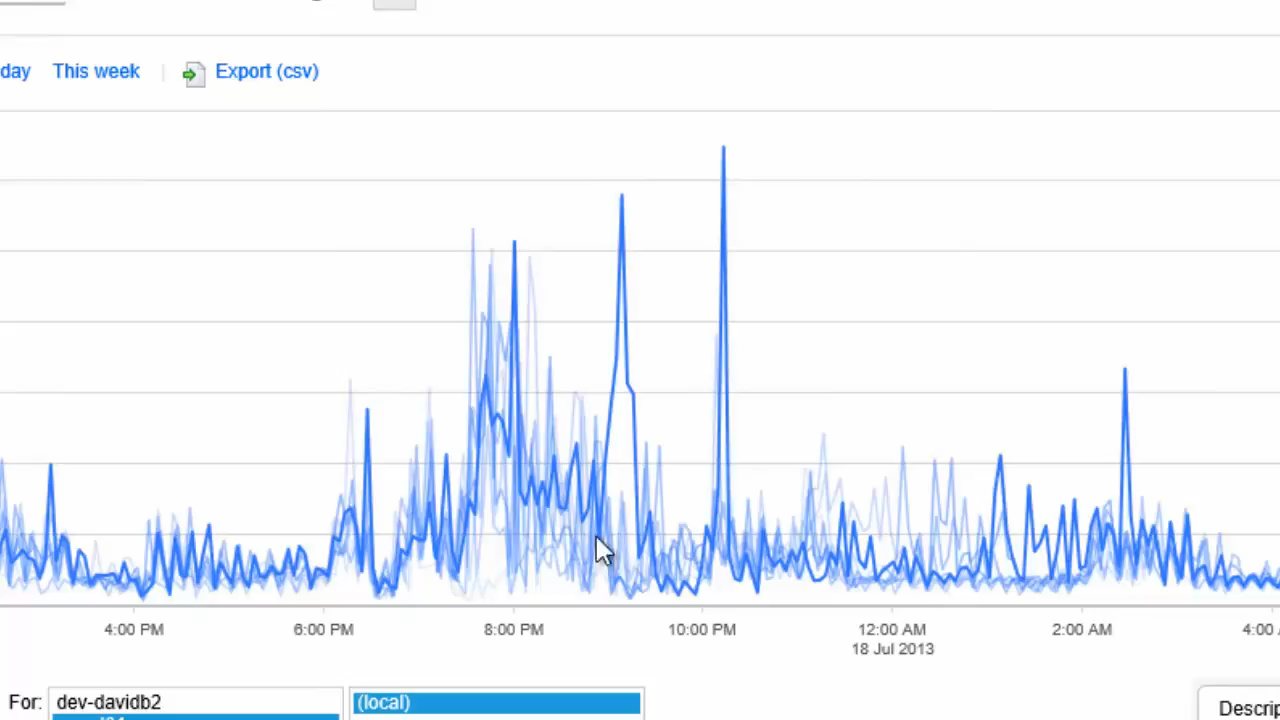 day This week Export (csv)
4:00 PM 6:00 PM 8:00 PM 10:00 PM 12:00 AM 2:00 AM 4:00
18 Jul 2013
For: dev-davidb2 (local)
Descrip